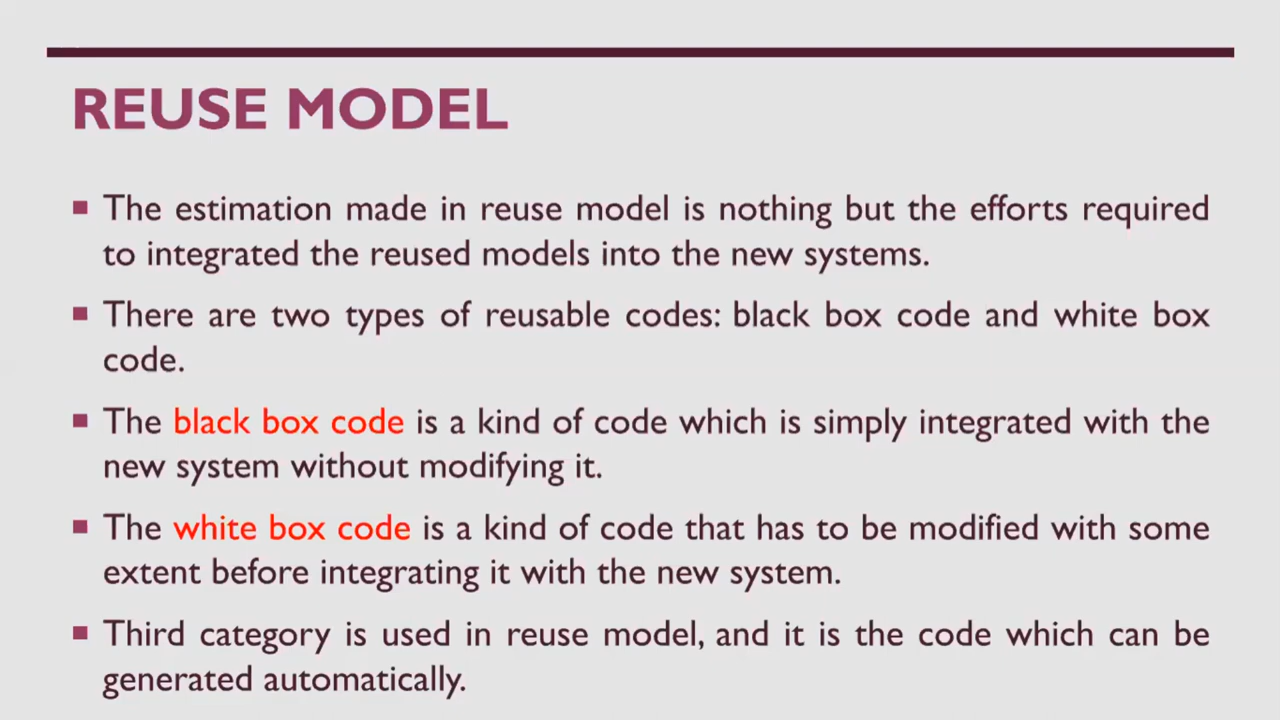 REUSE MODEL
▪ The estimation made in reuse model is nothing but the efforts required
to integrated the reused models into the new systems.
▪ There are two types of reusable codes: black box code and white box
code.
▪ The black box code is a kind of code which is simply integrated with the
new system without modifying it.
▪ The white box code is a kind of code that has to be modified with some
extent before integrating it with the new system.
▪ Third category is used in reuse model, and it is the code which can be
generated automatically.